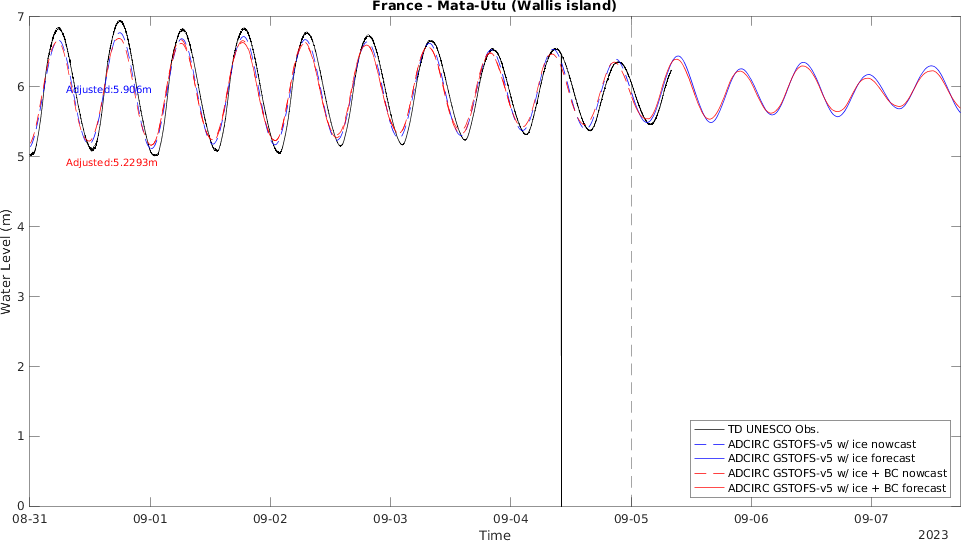 France - Mata-Utu (Wallis island)
7
6
5
4
3
2
1
0
Water Level (m)
Adjusted:5.906m
Adjusted:5.2293m
TD UNESCO Obs.
ADCIRC GSTOFS-v5 w/ ice nowcast
ADCIRC GSTOFS-v5 w/ ice forecast
ADCIRC GSTOFS-v5 w/ ice + BC nowcast
ADCIRC GSTOFS-v5 w/ ice + BC forecast
08-31 09-01 09-02 09-03 09-04 09-05 09-06 09-07
Time
2023